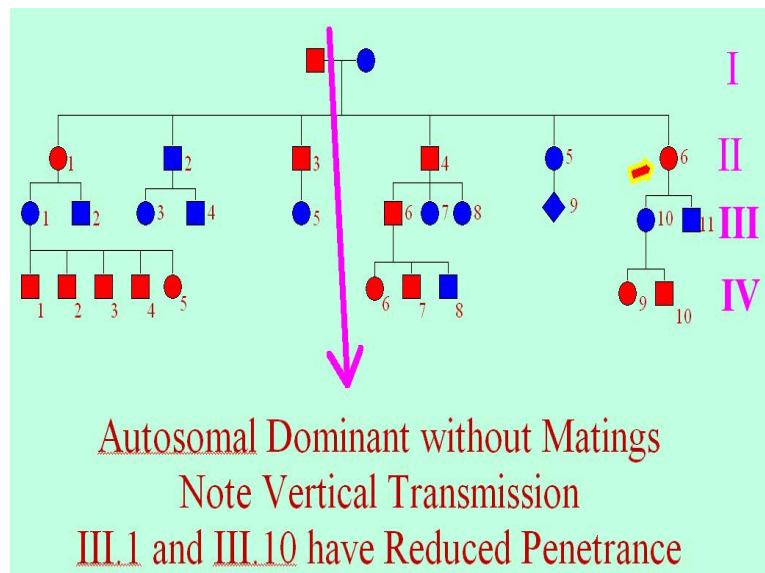 I
1 2 3 4 5 6 II
1 2 3 4 5 6 7 8 9 10 11 III
1 2 3 4 5 6 7 8 9 10 IV
Autosomal Dominant without Matings
Note Vertical Transmission
III.1 and III.10 have Reduced Penetrance